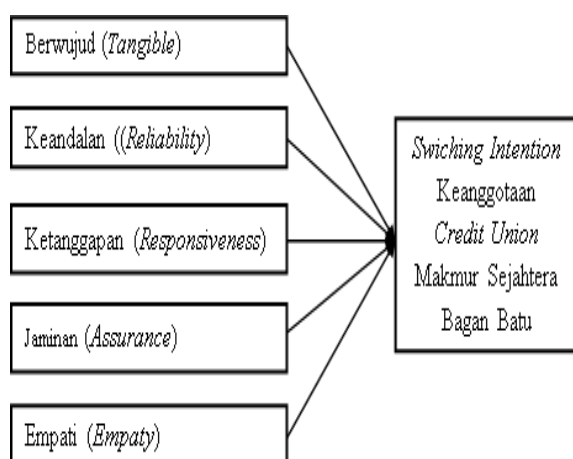 Berwujud (Tangible)
Keandalan ((Reliability)
Ketanggapan (Responsiveness)
Jaminan (Assurance)
Empati (Empaty)
Swiching Intention
Keanggotaan
Credit Union
Makmur Sejahtera
Bagan Batu